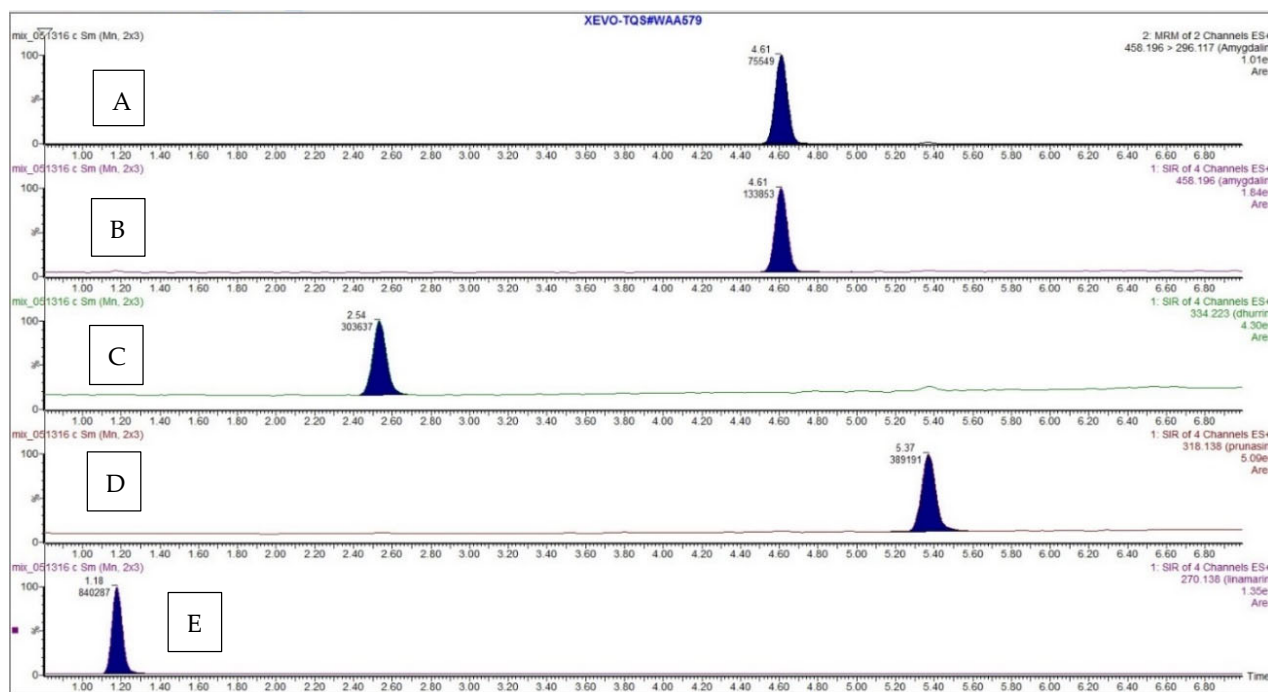 XEVO-TQS#WAA579
mix_051316 c Sm (Mn, 2x3)
2: MRM of 2 Channels ES+
458.196 > 296.117 (Amygdalin
1.01e
Are
100
%
0
4.61
75549
A
1.00 1.20 1.40 1.60 1.80 2.00 2.20 2.40 2.60 2.80 3.00 3.20 3.40 3.60 3.80 4.00 4.20 4.40 4.60 4.80 5.00 5.20 5.40 5.60 5.80 6.00 6.20 6.40 6.60 6.80
mix_051316 c Sm (Mn, 2x3)
1: SIR of 4 Channels ES+
458.196 (amygdalin
1.84e
Are
100
%
0
4.61
133853
B
1.00 1.20 1.40 1.60 1.80 2.00 2.20 2.40 2.60 2.80 3.00 3.20 3.40 3.60 3.80 4.00 4.20 4.40 4.60 4.80 5.00 5.20 5.40 5.60 5.80 6.00 6.20 6.40 6.60 6.80
mix_051316 c Sm (Mn, 2x3)
1: SIR of 4 Channels ES+
334.223 (dhurrin
4.30e
Are
100
%
0
2.54
303637
C
1.00 1.20 1.40 1.60 1.80 2.00 2.20 2.40 2.60 2.80 3.00 3.20 3.40 3.60 3.80 4.00 4.20 4.40 4.60 4.80 5.00 5.20 5.40 5.60 5.80 6.00 6.20 6.40 6.60 6.80
mix_051316 c Sm (Mn, 2x3)
1: SIR of 4 Channels ES+
318.138 (prunasin
5.09e
Are
100
%
0
5.37
389191
D
1.00 1.20 1.40 1.60 1.80 2.00 2.20 2.40 2.60 2.80 3.00 3.20 3.40 3.60 3.80 4.00 4.20 4.40 4.60 4.80 5.00 5.20 5.40 5.60 5.80 6.00 6.20 6.40 6.60 6.80
mix_051316 c Sm (Mn, 2x3)
1: SIR of 4 Channels ES+
270.138 (linamarin
1.35e
Are
100
%
0
1.18
840287
E
1.00 1.20 1.40 1.60 1.80 2.00 2.20 2.40 2.60 2.80 3.00 3.20 3.40 3.60 3.80 4.00 4.20 4.40 4.60 4.80 5.00 5.20 5.40 5.60 5.80 6.00 6.20 6.40 6.60 6.80 Time